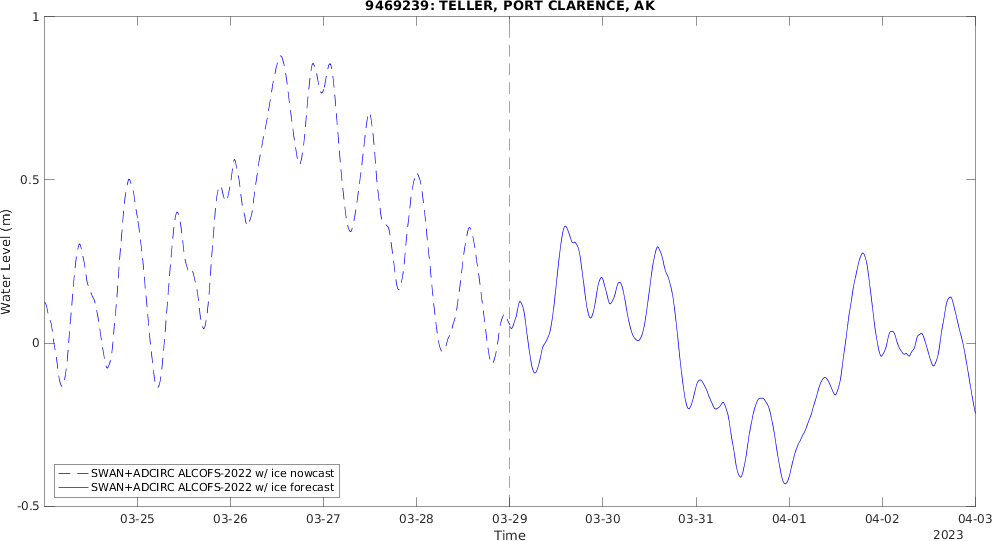 9469239: TELLER, PORT CLARENCE, AK
1
0.5
0
-0.5
Water Level (m)
SWAN+ADCIRC ALCOFS-2022 w/ ice nowcast
SWAN+ADCIRC ALCOFS-2022 w/ ice forecast
03-25 03-26 03-27 03-28 03-29 03-30 03-31 04-01 04-02 04-03
Time
2023